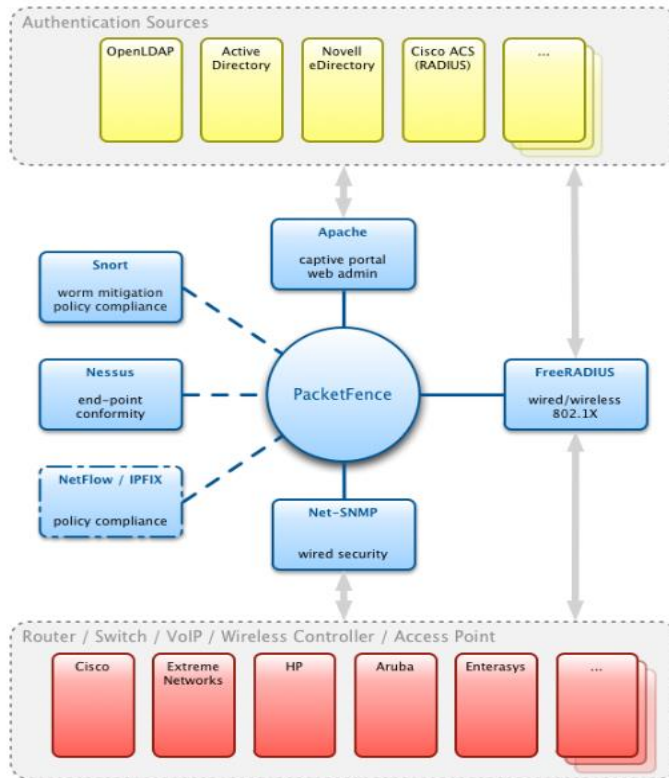 Authentication Sources
OpenLDAP
Active
Directory
Novell
eDirectory
Cisco ACS
(RADIUS)
...
Apache
captive portal
web admin
Snort
worm mitigation
policy compliance
Nessus
end-point
conformity
PacketFence
FreeRADIUS
wired/wireless
802.1X
NetFlow / IPFIX
policy compliance
Net-SNMP
wired security
Router / Switch / VoIP / Wireless Controller / Access Point
Cisco
Extreme
Networks
HP
Aruba
Enterasys
...